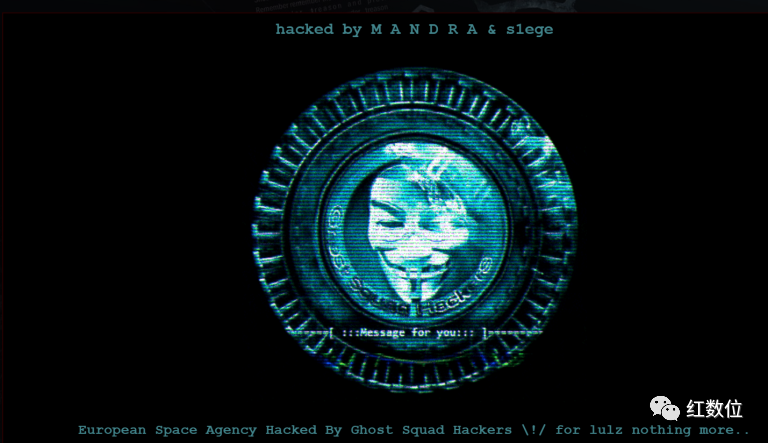 hacked by M A N D R A & s1ege
Ghost Squad Hackers
-----[ :::Message for you::: ]--------
European Space Agency Hacked By Ghost Squad Hackers \!/ for lulz nothing more..
红数位